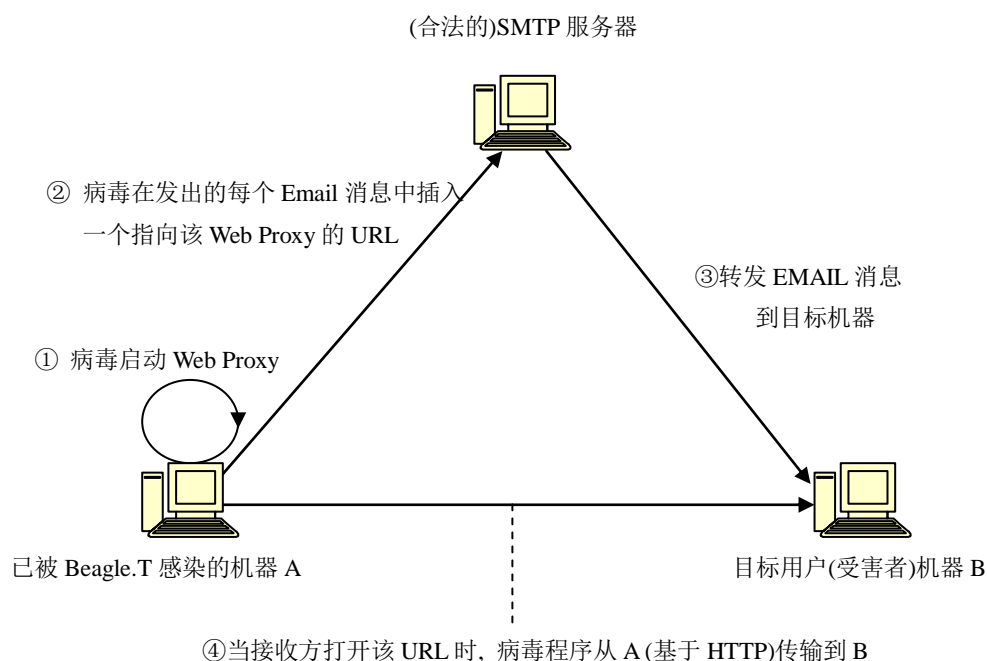 (合法的)SMTP 服务器
② 病毒在发出的每个 Email 消息中插入
一个指向该 Web Proxy 的 URL
③转发 EMAIL 消息
到目标机器
① 病毒启动 Web Proxy
已被 Beagle.T 感染的机器 A
目标用户(受害者)机器 B
④当接收方打开该 URL 时, 病毒程序从 A (基于 HTTP)传输到 B